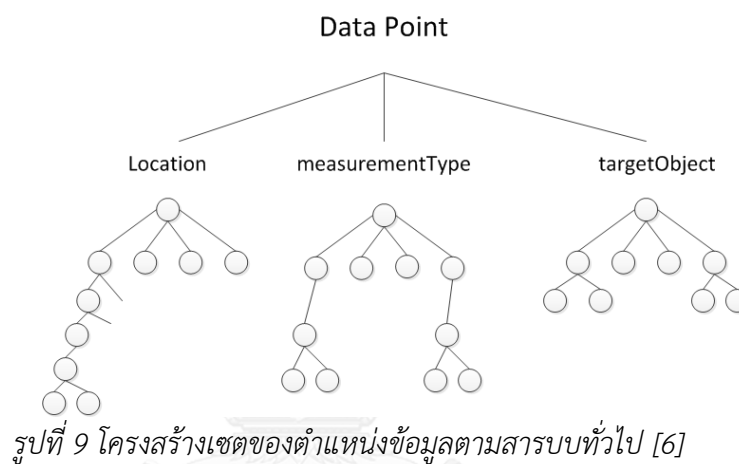 Data Point
Location measurementType targetObject
รูปที่ 9 โครงสร้างเซตของตำแหน่งข้อมูลตามสารบบทั่วไป [6]